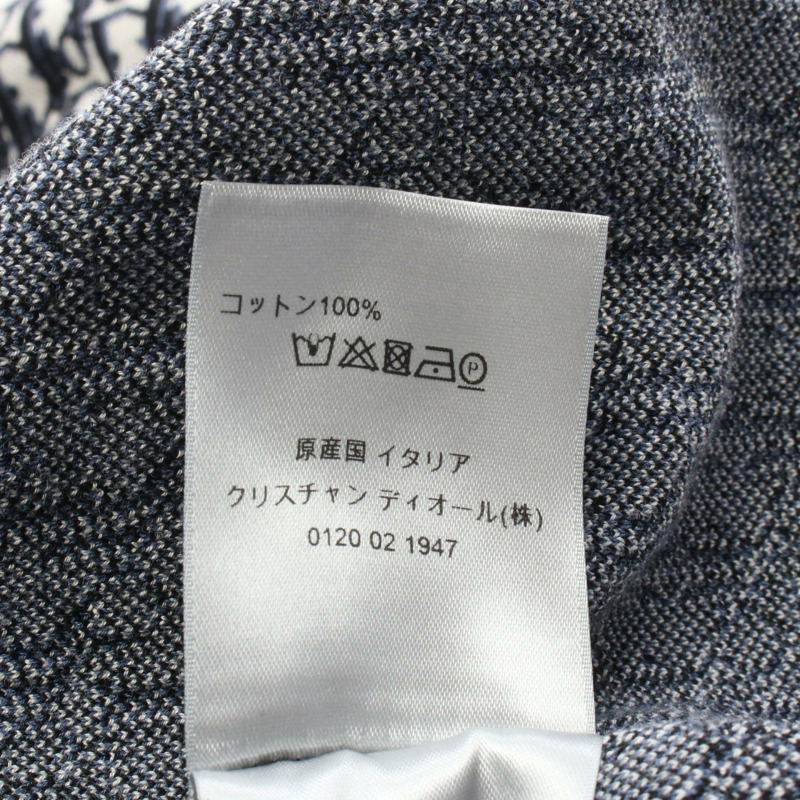 コットン100%
P
原産国 イタリア
クリスチャン ディオール(株)
0120 02 1947